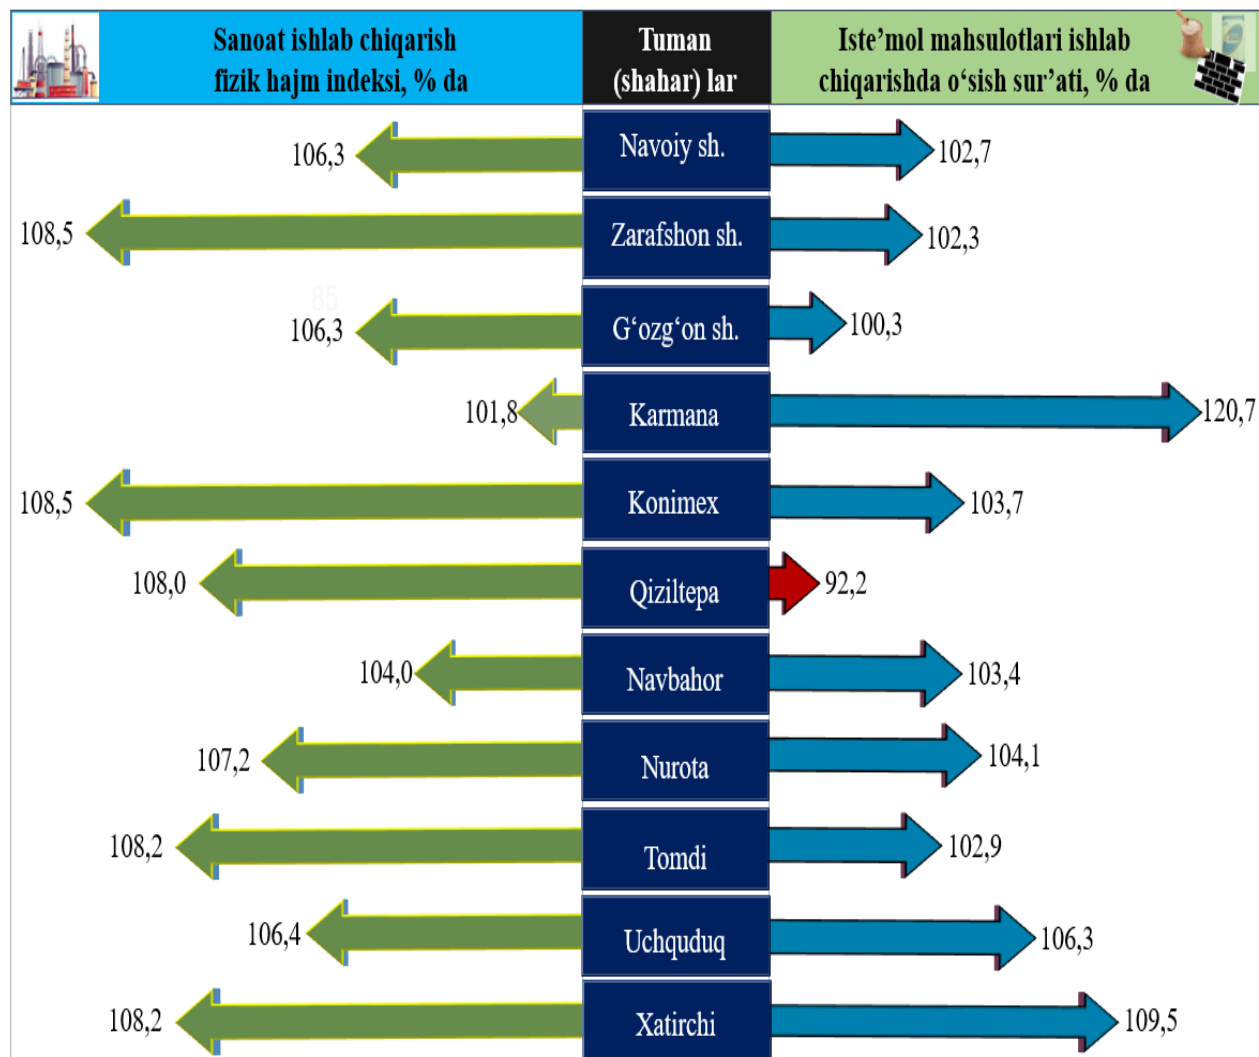 Sanoat ishlab chiqarish
fizik hajm indeksi, % da
Tuman
(shahar) lar
Iste’mol mahsulotlari ishlab
chiqarishda o‘sish sur’ati, % da
106,3 Navoiy sh. 102,7
108,5 Zarafshon sh. 102,3
85
106,3 G‘ozg‘on sh. 100,3
101,8 Karmana 120,7
108,5 Konimex 103,7
108,0 Qiziltepa 92,2
104,0 Navbahor 103,4
107,2 Nurota 104,1
108,2 Tomdi 102,9
106,4 Uchquduq 106,3
108,2 Xatirchi 109,5